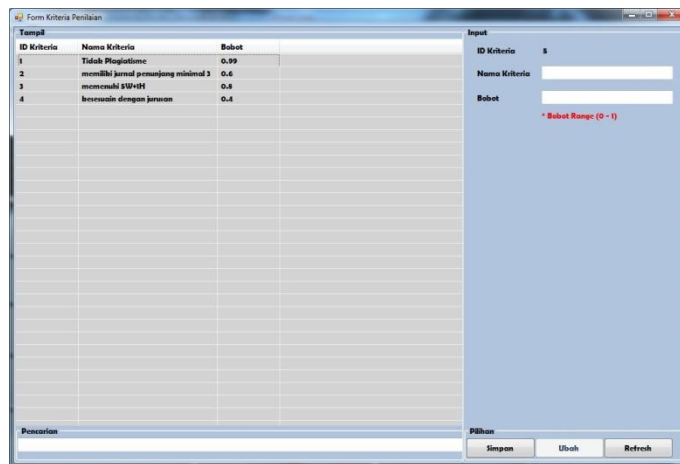 Form Kriteria Penilaian
Tampil
ID Kriteria Nama Kriteria Bobot
1 Tidak Plagiatisme 0.99
2 memiliki jurnal penunjang minimal 3 0.6
3 memenuhi 5W+1H 0.8
4 kesesuain dengan jurusan 0.4
Pencarian
Input
ID Kriteria 5
Nama Kriteria
Bobot
* Bobot Range (0 - 1)
Pilihan
Simpan Ubah Refresh